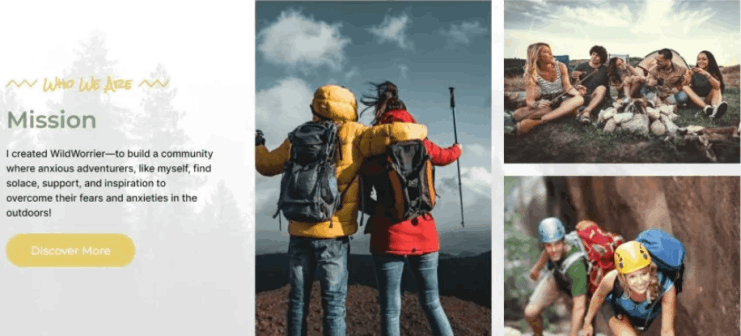 Who We Are
Mission
I created WildWorrier—to build a community
where anxious adventurers, like myself, find
solace, support, and inspiration to
overcome their fears and anxieties in the
outdoors!
Discover More